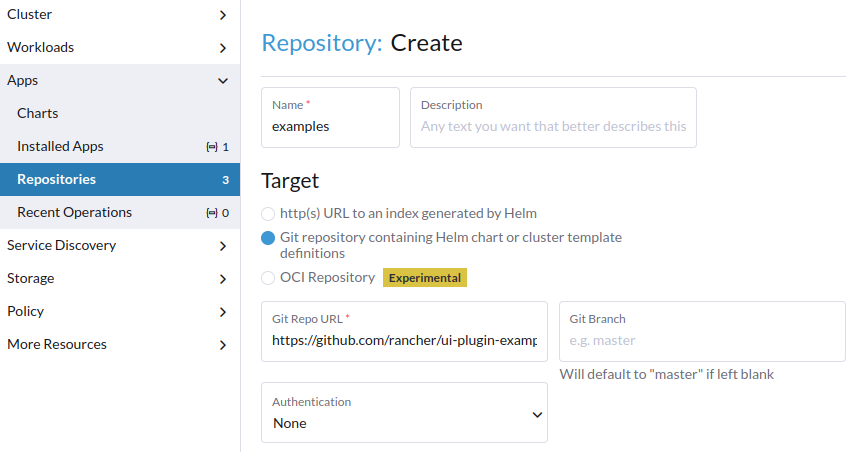 Cluster
Workloads
Apps
Charts
Installed Apps 1
Repositories 3
Recent Operations 0
Service Discovery
Storage
Policy
More Resources
Repository: Create
Name *
examples
Description
Any text you want that better describes this
Target
http(s) URL to an index generated by Helm
Git repository containing Helm chart or cluster template
definitions
OCI Repository Experimental
Git Repo URL *
https://github.com/rancher/ui-plugin-examp
Git Branch
e.g. master
Will default to "master" if left blank
Authentication
None